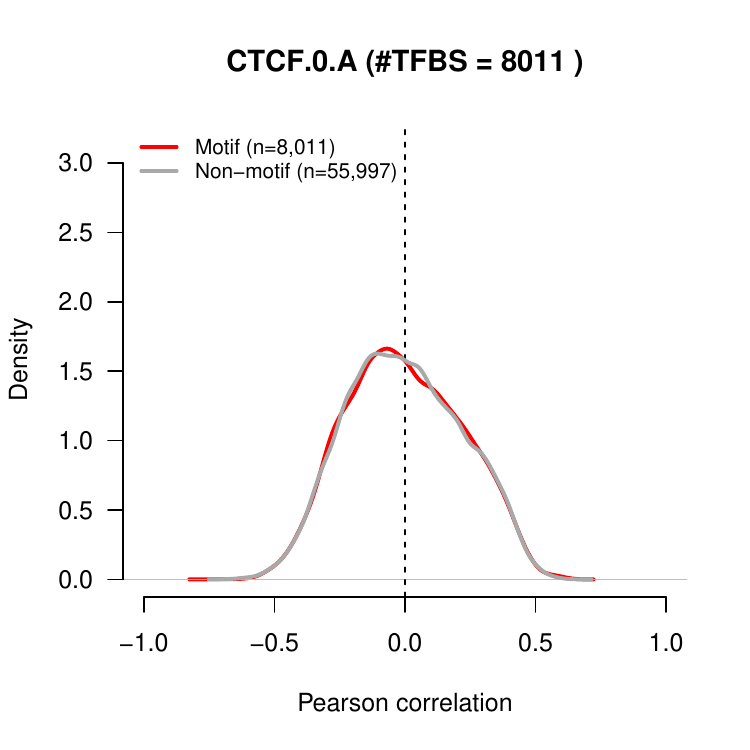 CTCF.0.A (#TFBS = 8011 )
Motif (n=8,011)
Non−motif (n=55,997)
3.0
2.5
2.0
1.5
1.0
0.5
0.0
Density
−1.0 −0.5 0.0 0.5 1.0
Pearson correlation